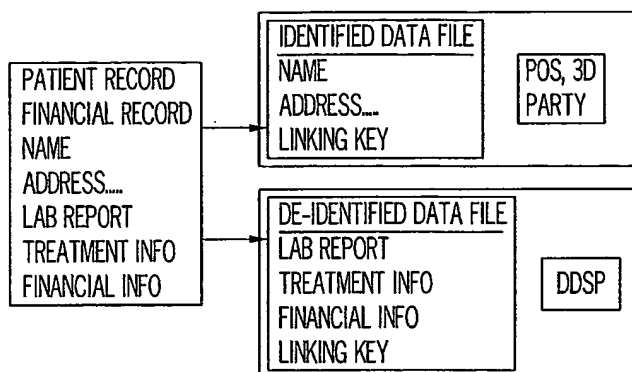 PATIENT RECORD
FINANCIAL RECORD
NAME
ADDRESS.....
LAB REPORT
TREATMENT INFO
FINANCIAL INFO
IDENTIFIED DATA FILE
NAME
ADDRESS.....
LINKING KEY
POS, 3D
PARTY
DE-IDENTIFIED DATA FILE
LAB REPORT
TREATMENT INFO
FINANCIAL INFO
LINKING KEY
DDSP